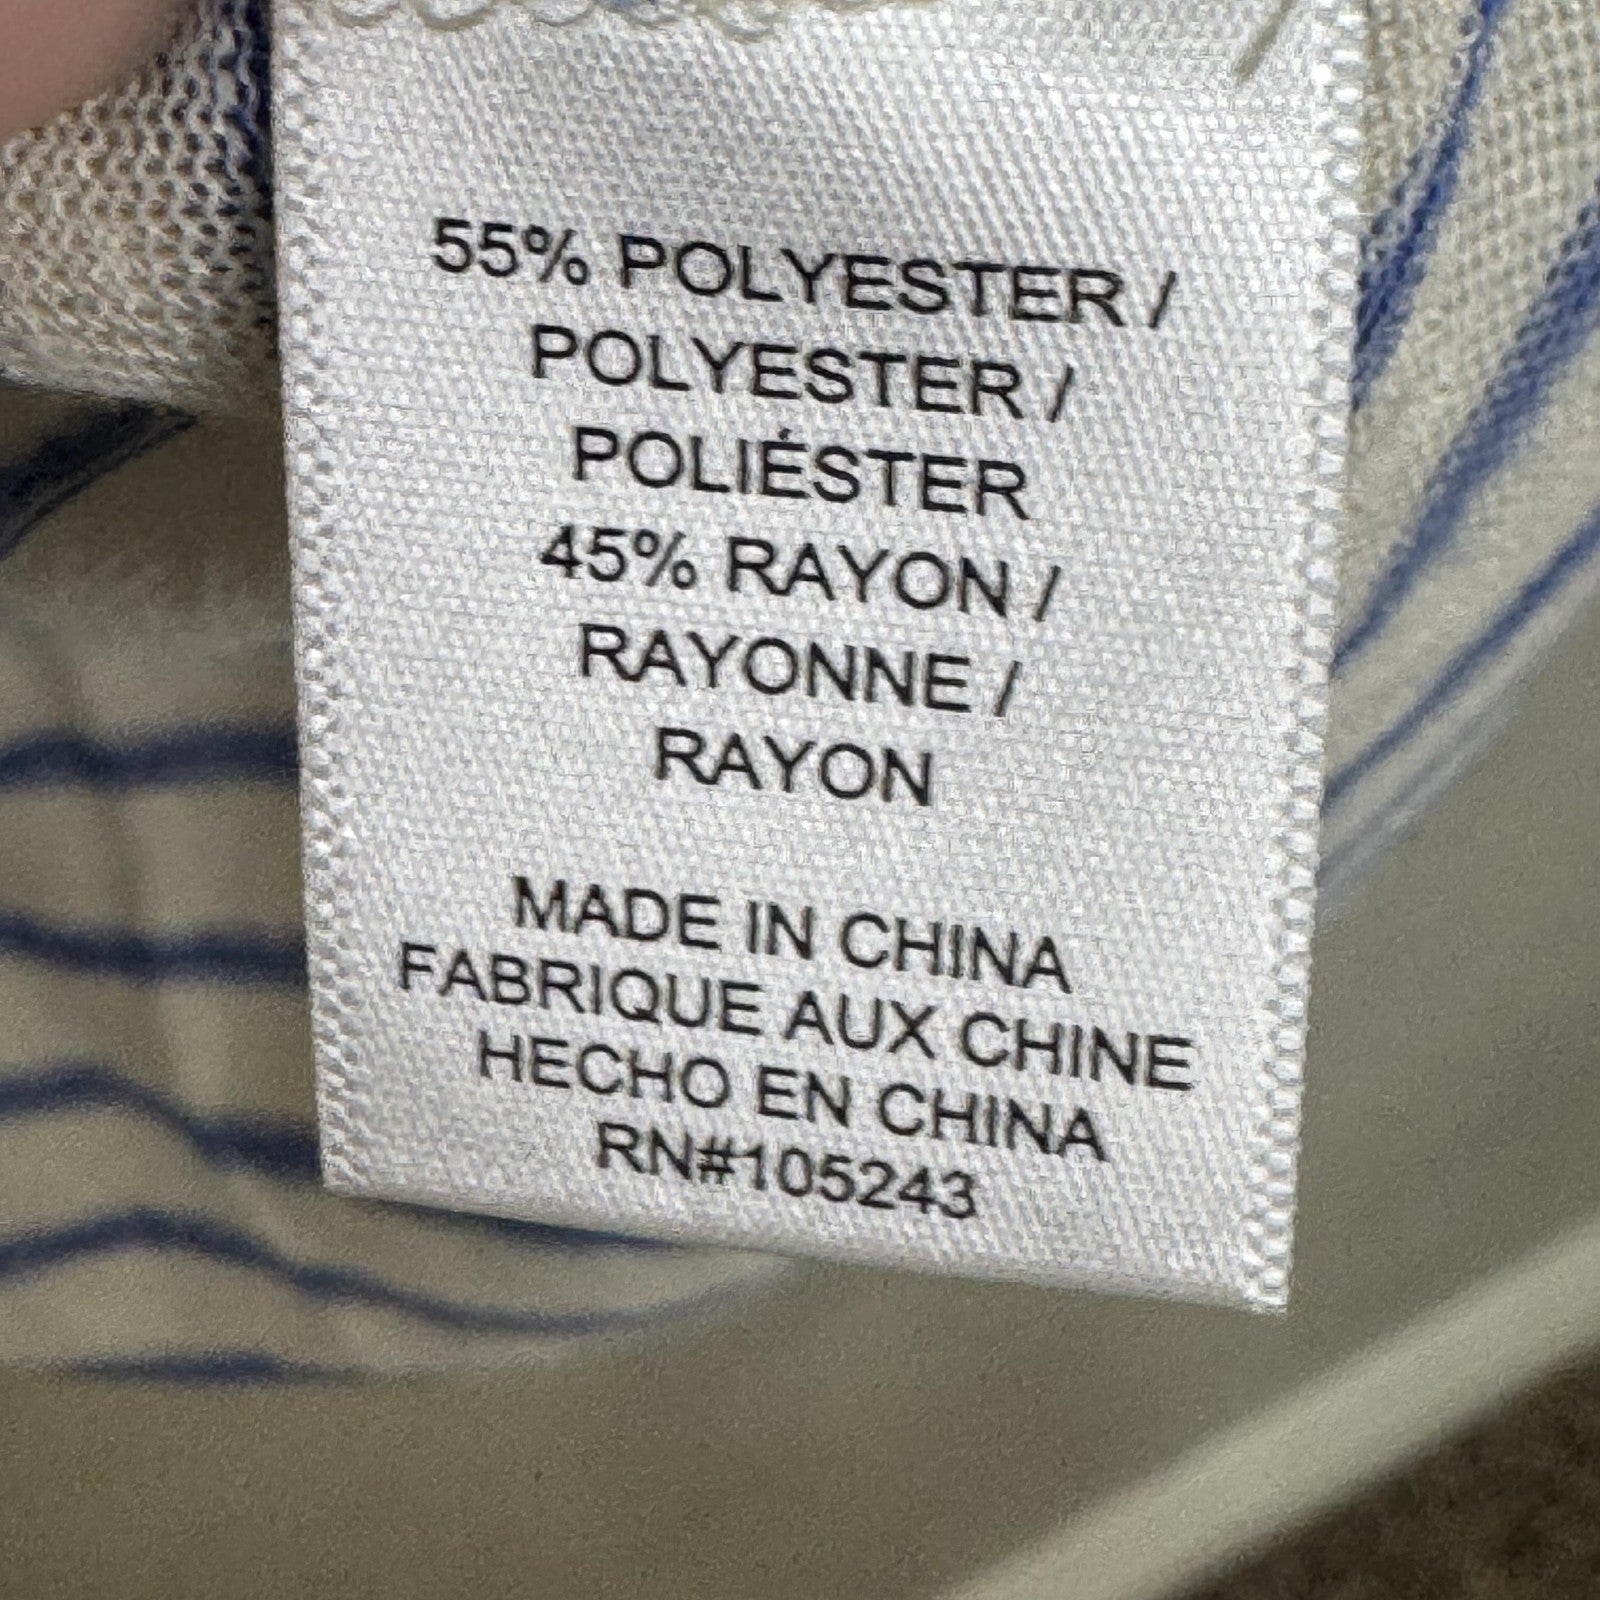 55% POLYESTER /
POLYESTER /
POLIÉSTER
45% RAYON /
RAYONNE /
RAYON
MADE IN CHINA
FABRIQUE AUX CHINE
HECHO EN CHINA
RN#105243